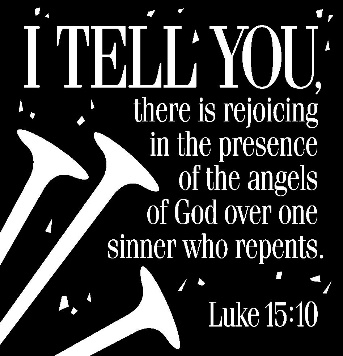 I TELL YOU,
there is rejoicing
in the presence
of the angels
of God over one
sinner who repents.
Luke 15:10